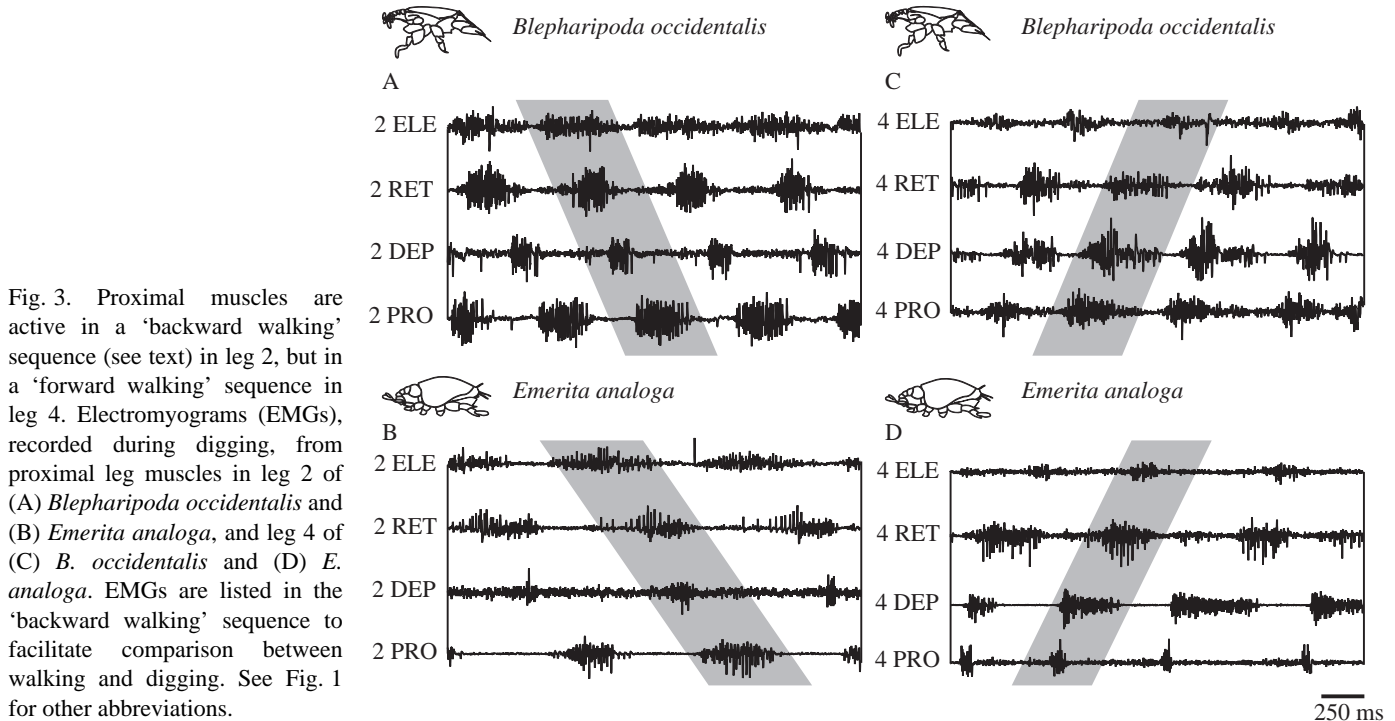 Blepharipoda occidentalis
A
2 ELE
2 RET
2 DEP
2 PRO
Blepharipoda occidentalis
C
4 ELE
4 RET
4 DEP
4 PRO
Emerita analoga
B
2 ELE
2 RET
2 DEP
2 PRO
Emerita analoga
D
4 ELE
4 RET
4 DEP
4 PRO
250 ms
Fig. 3. Proximal muscles are
active in a ‘backward walking’
sequence (see text) in leg 2, but in
a ‘forward walking’ sequence in
leg 4. Electromyograms (EMGs),
recorded during digging, from
proximal leg muscles in leg 2 of
(A) Blepharipoda occidentalis and
(B) Emerita analoga, and leg 4 of
(C) B. occidentalis and (D) E.
analoga. EMGs are listed in the
‘backward walking’ sequence to
facilitate comparison between
walking and digging. See Fig. 1
for other abbreviations.